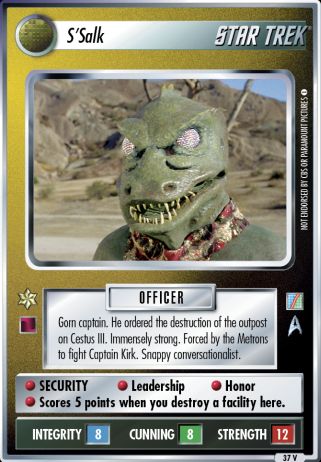 S'Salk
STAR TREK
NOT ENDORSED BY CBS OR PARAMOUNT PICTURES
OFFICER
Gorn captain. He ordered the destruction of the outpost
on Cestus III. Immensely strong. Forced by the Metrons
to fight Captain Kirk. Snappy conversationalist.
SECURITY Leadership Honor
Scores 5 points when you destroy a facility here.
INTEGRITY 8 CUNNING 8 STRENGTH 12
37 V